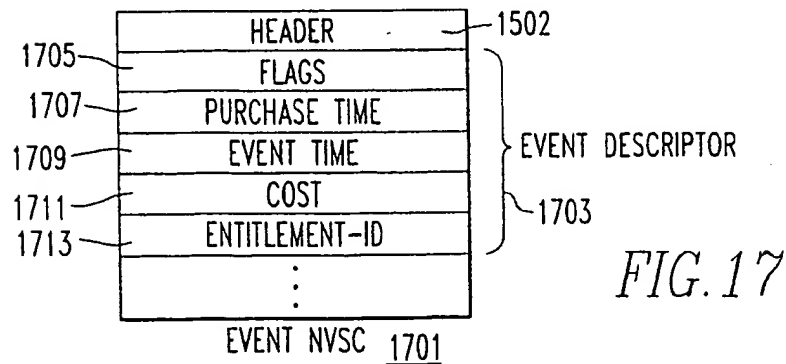 HEADER 1502
1705 FLAGS
1707 PURCHASE TIME
1709 EVENT TIME EVENT DESCRIPTOR
1711 COST 1703
1713 ENTITLEMENT-ID
FIG.17
EVENT NVSC 1701